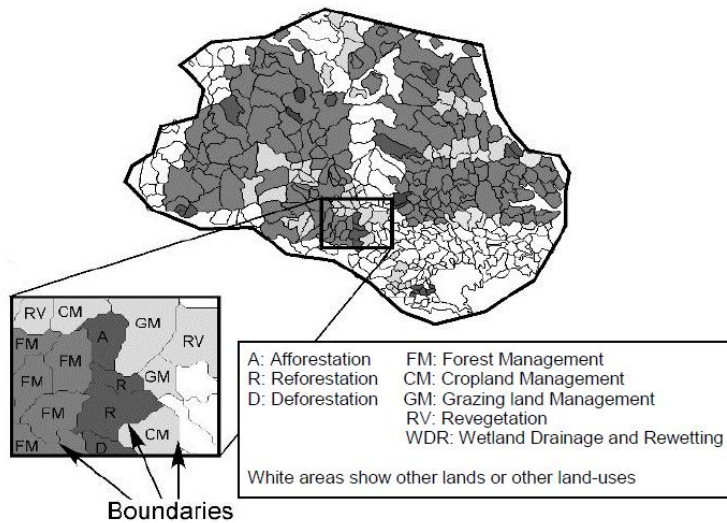 RV
CM
GM
RV
A
FM
FM
FM
R
GM
FM
R
FM
CM
FM
D
Boundaries
A: Afforestation
R: Reforestation
D: Deforestation
FM: Forest Management
CM: Cropland Management
GM: Grazing land Management
RV: Revegetation
WDR: Wetland Drainage and Rewetting
White areas show other lands or other land-uses